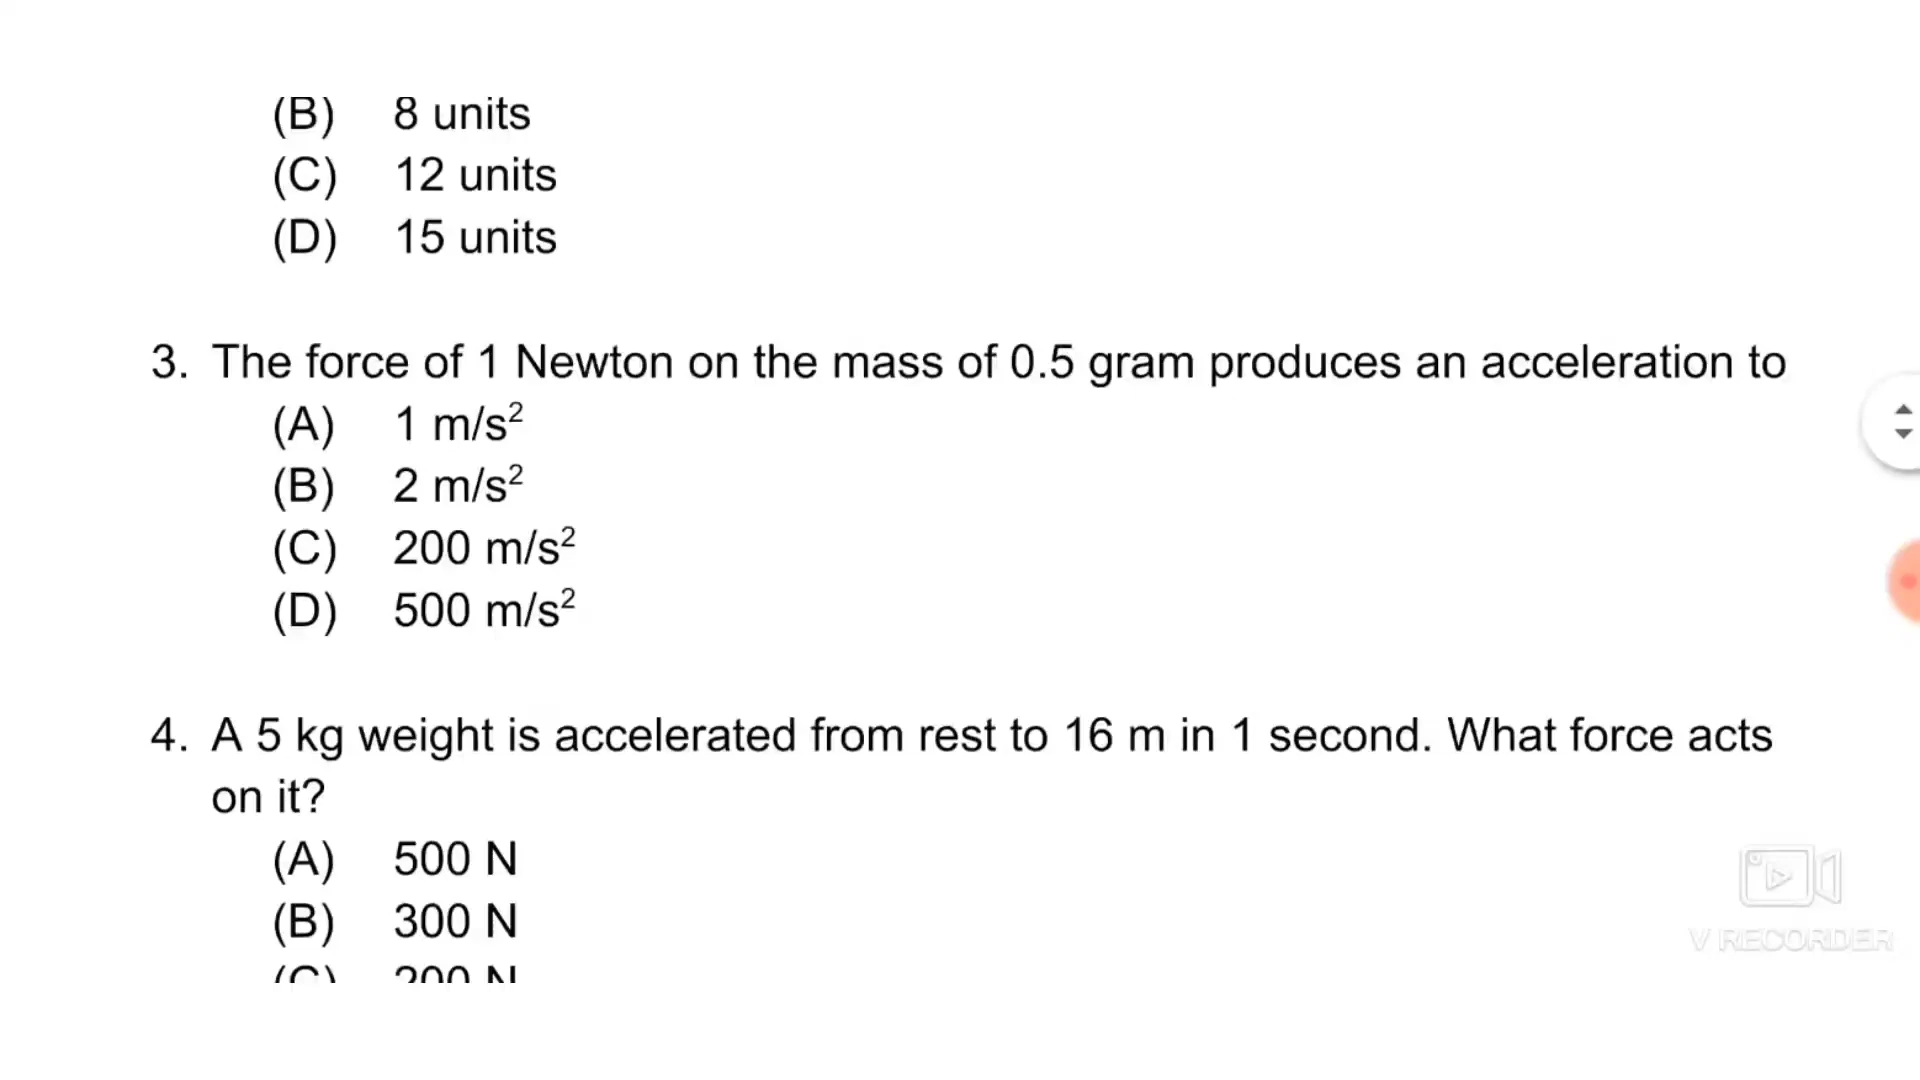 (B) 8 units
(C) 12 units
(D) 15 units
3. The force of 1 Newton on the mass of 0.5 gram produces an acceleration to
(A) 1 m/s²
(B) 2 m/s²
(C) 200 m/s²
(D) 500 m/s²
4. A 5 kg weight is accelerated from rest to 16 m in 1 second. What force acts
on it?
(A) 500 N
(B) 300 N
(C) 200 N
V RECORDER